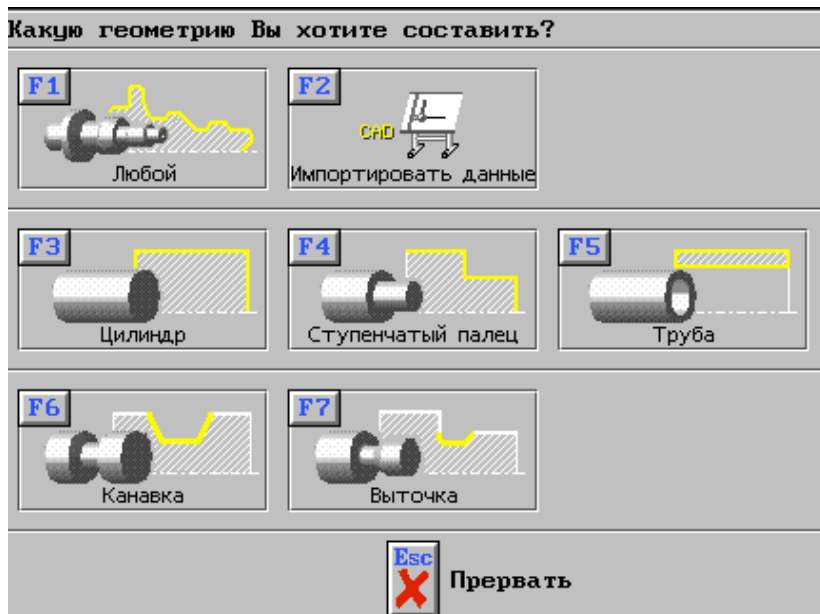 Какую геометрию Вы хотите составить?
F1
Любой
F2
CAD
Импортировать данные
F3
Цилиндр
F4
Ступенчатый палец
F5
Труба
F6
Канавка
F7
Выточка
Esc
Прервать